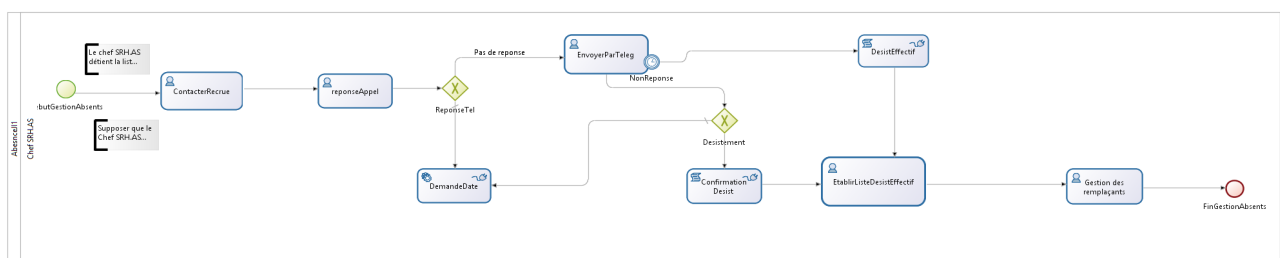 Abesncell1
Chef SRH.AS
Le chef SRH.AS
détient la list...
butGestionAbsents
Supposer que le
Chef SRH.AS...
ContacterRecrue
reponseAppel
ReponseTel
Pas de reponse
EnvoyerParTeleg
NonReponse
DesistEffectif
Desistement
DemandeDate
Confirmation
Desist
EtablirListeDesistEffectif
Gestion des
remplaçants
FinGestionAbsents